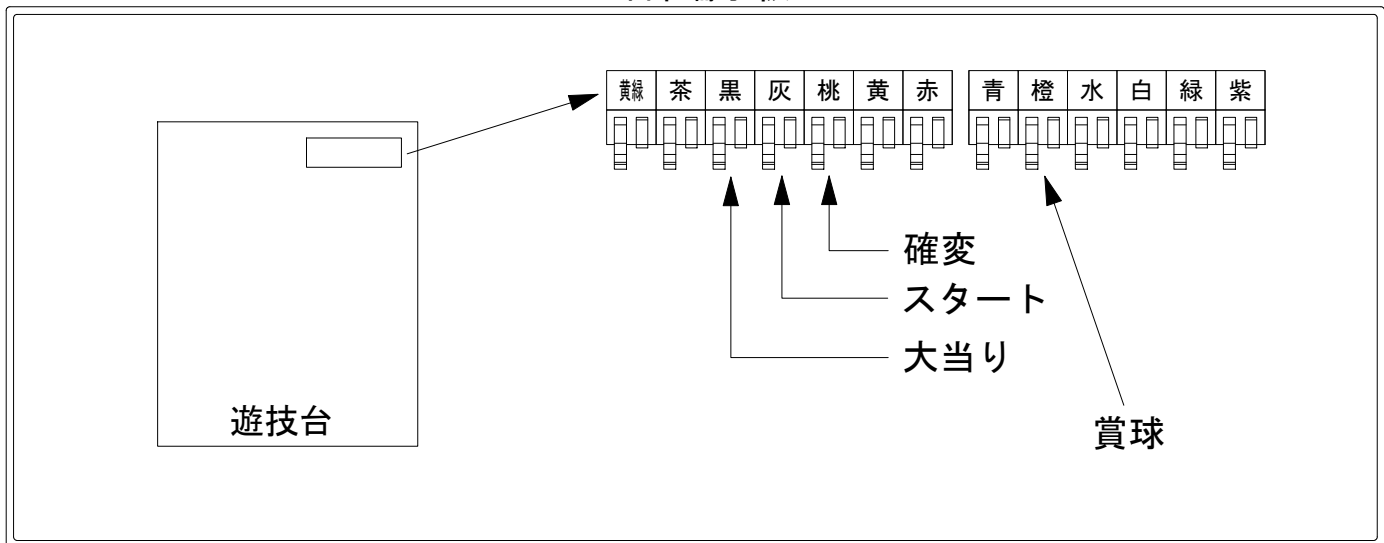 黄緑 茶 黒 灰 桃 黄 赤 青 橙 水 白 緑 紫
確変
スタート
大当り
遊技台
賞球